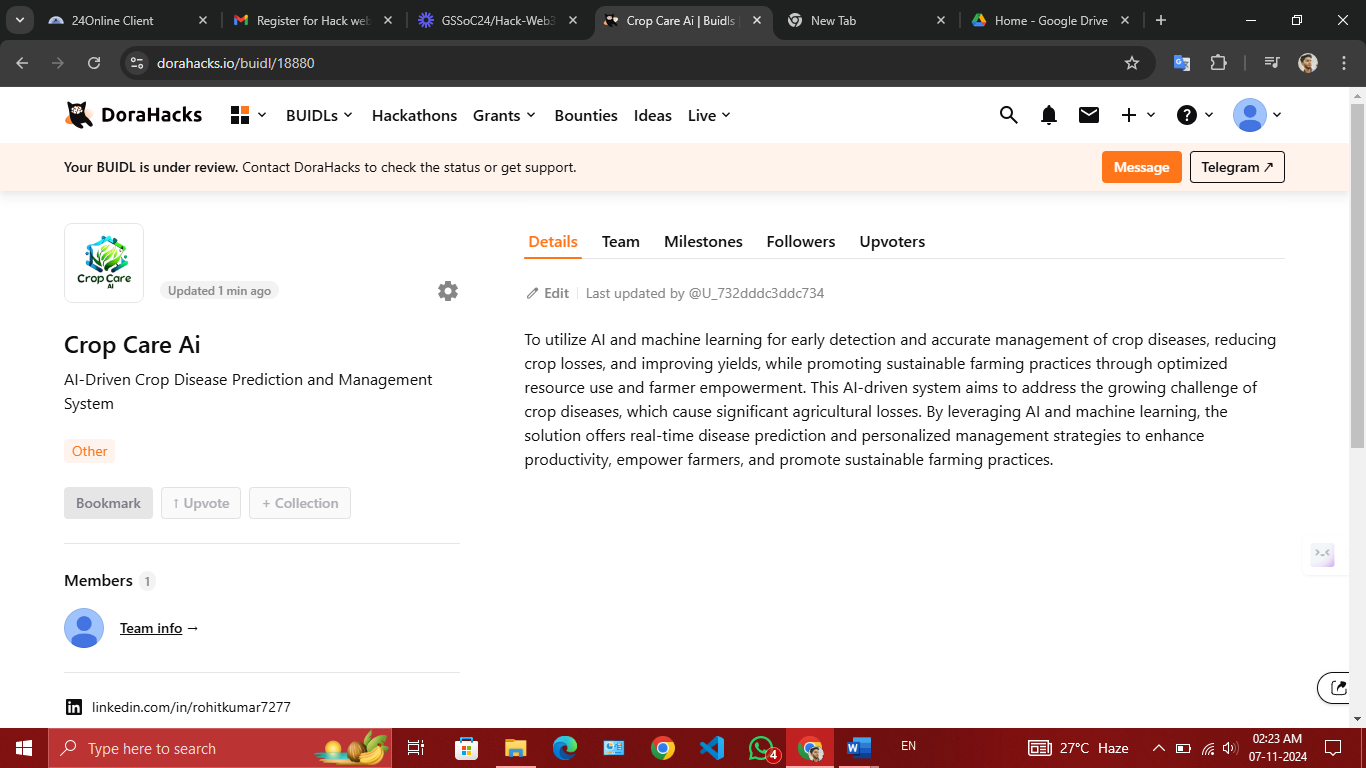 24Online Client
Register for Hack web
GSSoC24/Hack-Web3
Crop Care Ai | Buidls |
New Tab
Home - Google Drive
dorahacks.io/buidl/18880
DoraHacks
BUIDLs
Hackathons
Grants
Bounties
Ideas
Live
Your BUIDL is under review. Contact DoraHacks to check the status or get support.
Message
Telegram ↗
Crop Care
AI
Updated 1 min ago
Crop Care Ai
AI-Driven Crop Disease Prediction and Management
System
Other
Bookmark
↑ Upvote
+ Collection
Members 1
Team info →
linkedin.com/in/rohitkumar7277
Details
Team
Milestones
Followers
Upvoters
Edit
Last updated by @U_732dddc3ddc734
To utilize AI and machine learning for early detection and accurate management of crop diseases, reducing
crop losses, and improving yields, while promoting sustainable farming practices through optimized
resource use and farmer empowerment. This AI-driven system aims to address the growing challenge of
crop diseases, which cause significant agricultural losses. By leveraging AI and machine learning, the
solution offers real-time disease prediction and personalized management strategies to enhance
productivity, empower farmers, and promote sustainable farming practices.
Type here to search
4
EN
27°C Haze
02:23 AM
07-11-2024